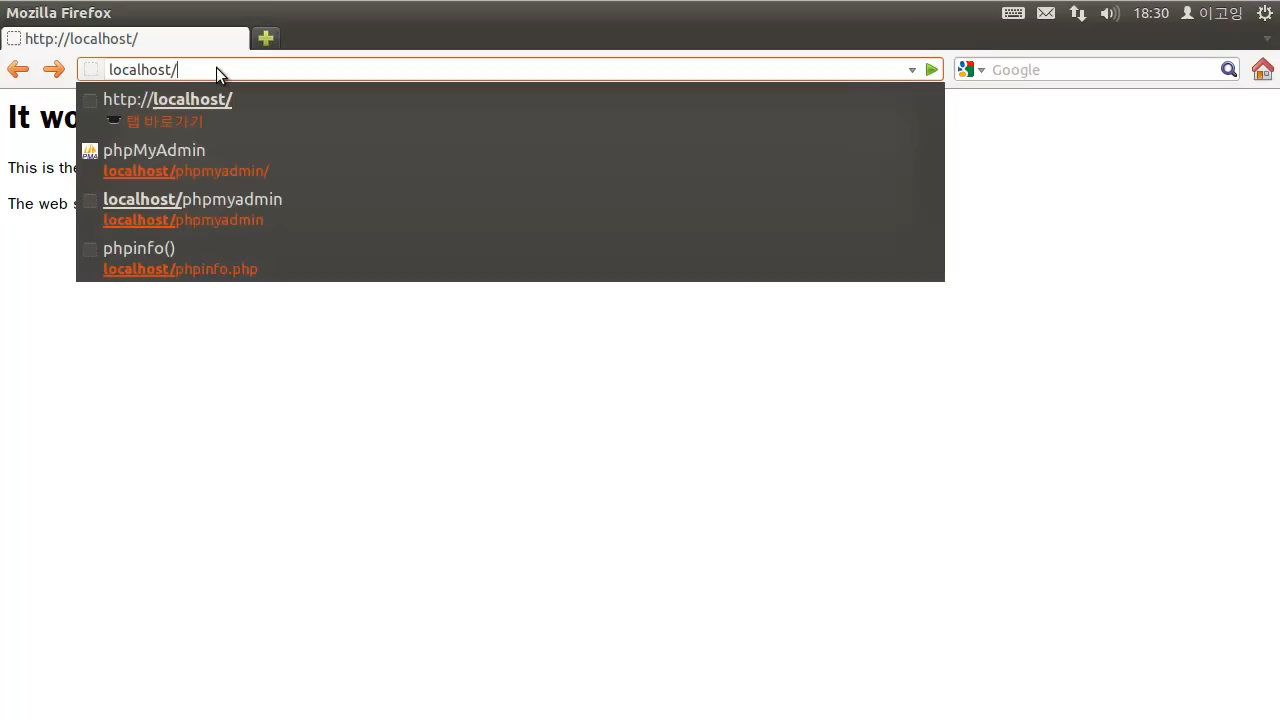 Mozilla Firefox
18:30
이고잉
http://localhost/
localhost/
Google
http://localhost/
탭 바로가기
phpMyAdmin
localhost/phpmyadmin/
localhost/phpmyadmin
localhost/phpmyadmin
phpinfo()
localhost/phpinfo.php
It wo
This is the
The web s